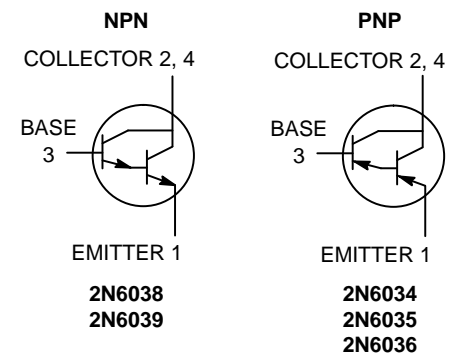 NPN
COLLECTOR 2, 4
BASE
3
EMITTER 1
2N6038
2N6039
PNP
COLLECTOR 2, 4
BASE
3
EMITTER 1
2N6034
2N6035
2N6036